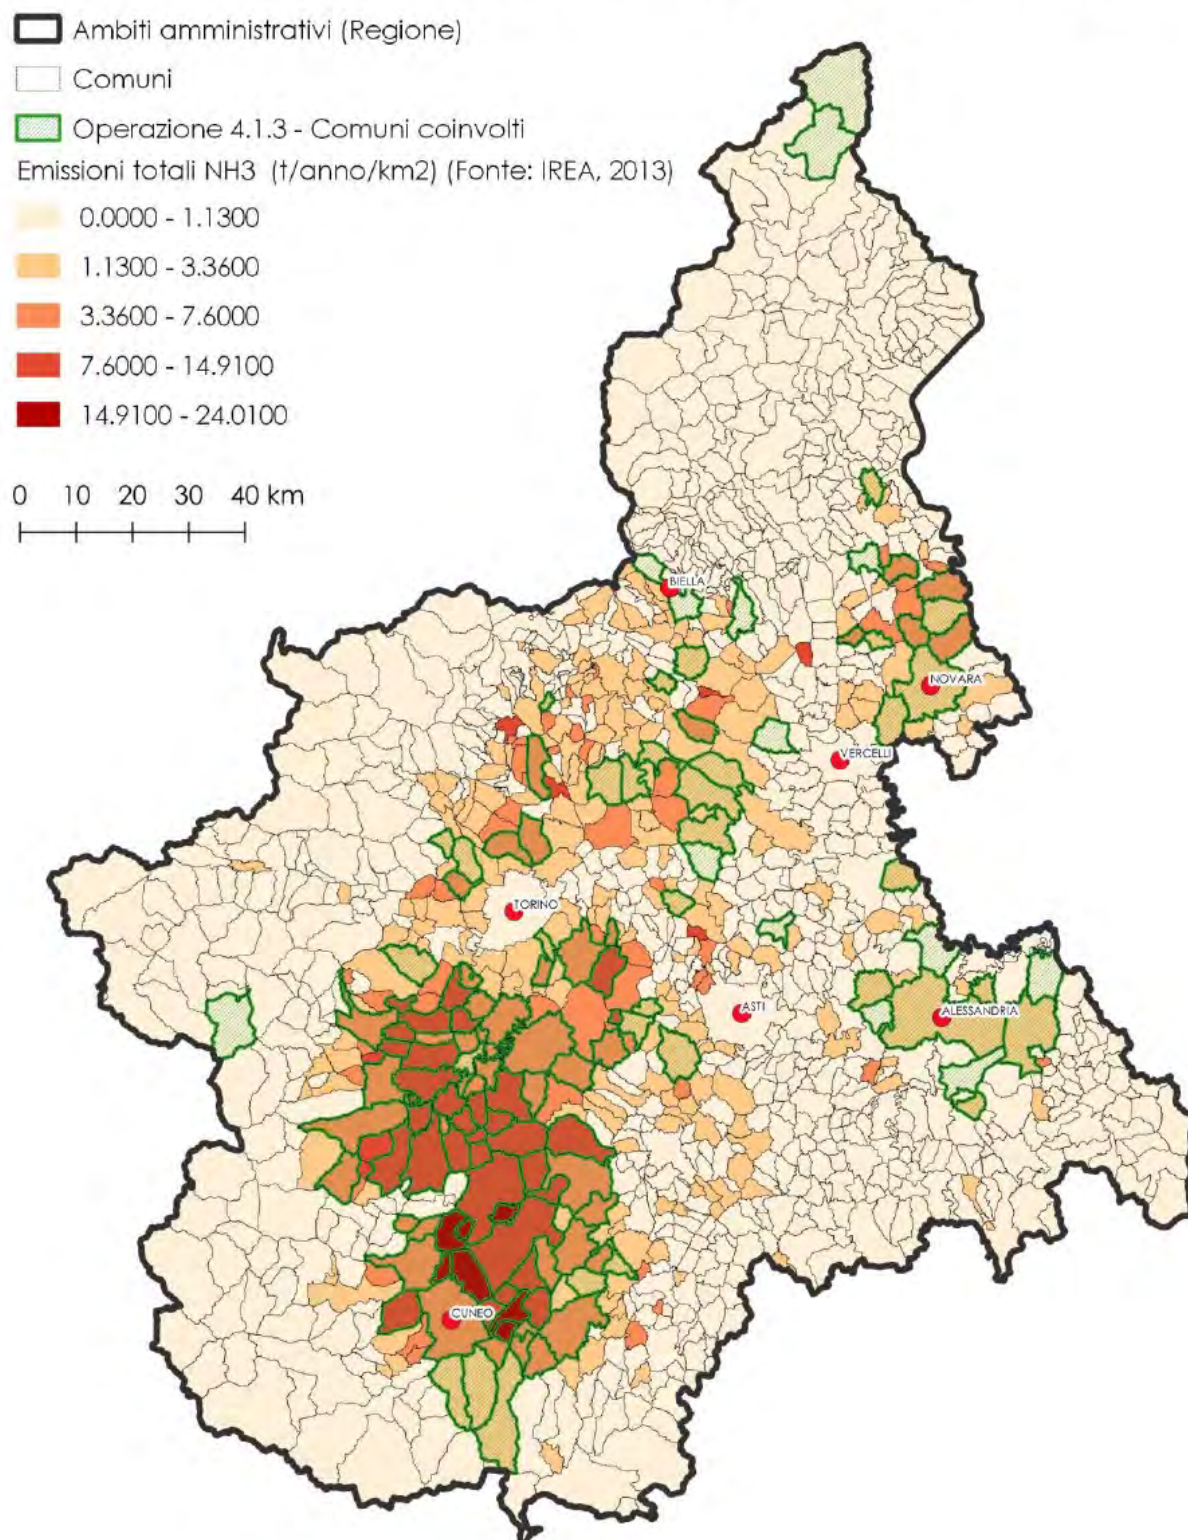 Ambiti amministrativi (Regione)
Comuni
Operazione 4.1.3 - Comuni coinvolti
Emissioni totali NH3 (t/anno/km2) (Fonte: IREA, 2013)
0.0000 - 1.1300
1.1300 - 3.3600
3.3600 - 7.6000
7.6000 - 14.9100
14.9100 - 24.0100
0 10 20 30 40 km
BIELLA
NOVARA
VERCELLI
TORINO
ASTI
ALESSANDRIA
CUNEO